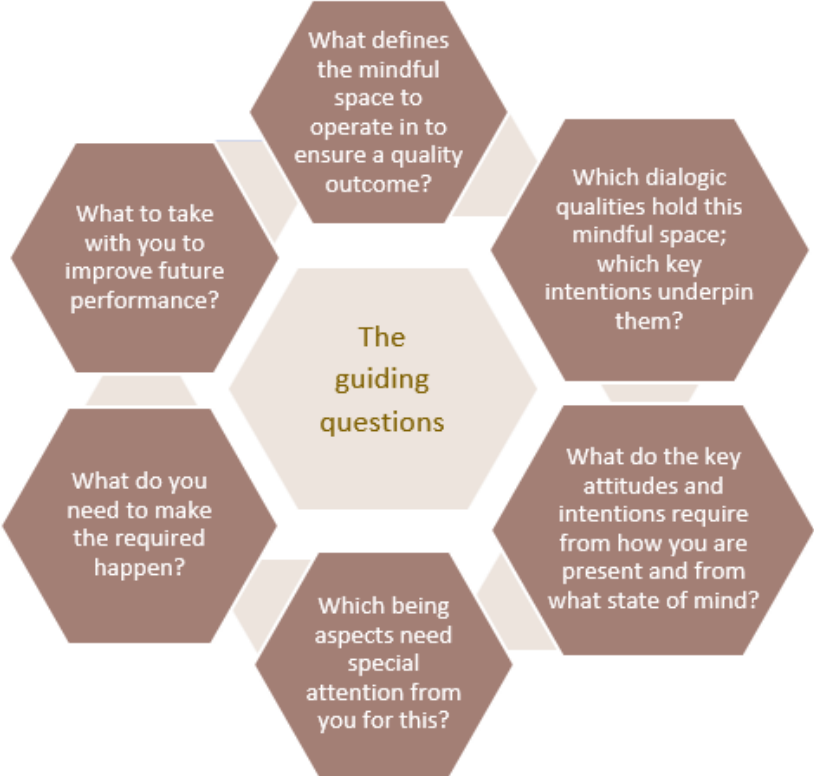 What defines
the mindful
space to
operate in to
ensure a quality
outcome?
Which dialogic
qualities hold this
mindful space;
which key
intentions underpin
them?
What do the key
attitudes and
intentions require
from how you are
present and from
what state of mind?
Which being
aspects need
special
attention from
you for this?
What do you
need to make
the required
happen?
What to take
with you to
improve future
performance?
The
guiding
questions